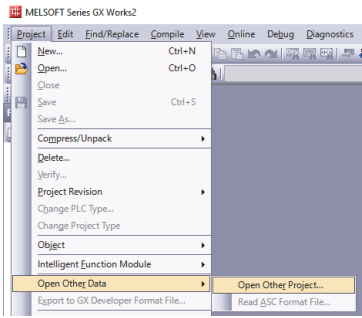 MELSOFT Series GX Works2
Project Edit Find/Replace Compile View Online Debug Diagnostics
New... Ctrl+N
Open... Ctrl+O
Close
Save Ctrl+S
Save As...
Compress/Unpack
Delete...
Verify...
Project Revision
Change PLC Type...
Change Project Type
Object
Intelligent Function Module
Open Other Data
Open Other Project...
Export to GX Developer Format File...
Read ASC Format File...